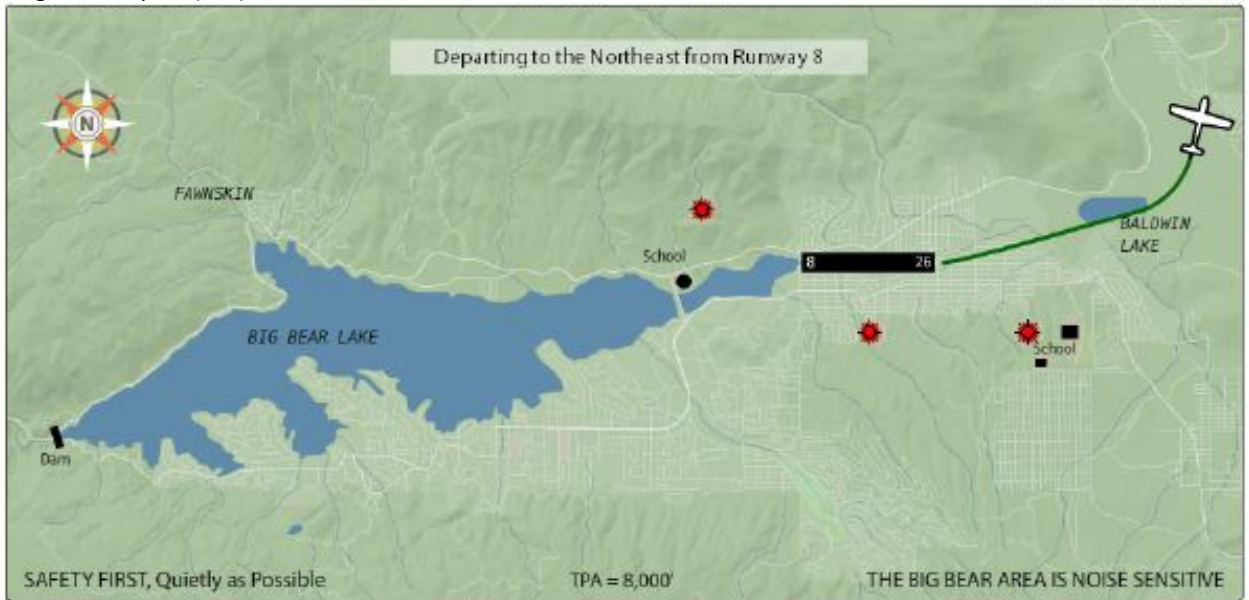 Departing to the Northeast from Runway 8
N
FAWNSKIN
School
8 26
BALDWIN
LAKE
BIG BEAR LAKE
School
Dam
SAFETY FIRST, Quietly as Possible
TPA = 8,000'
THE BIG BEAR AREA IS NOISE SENSITIVE